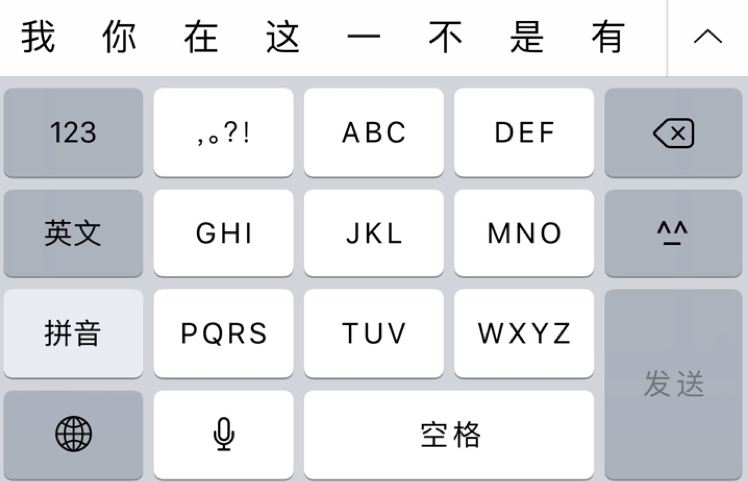 我 你 在 这 一 不 是 有
123 ,。?! ABC DEF
英文 GHI JKL MNO ^^
拼音 PQRS TUV WXYZ
发送
空格